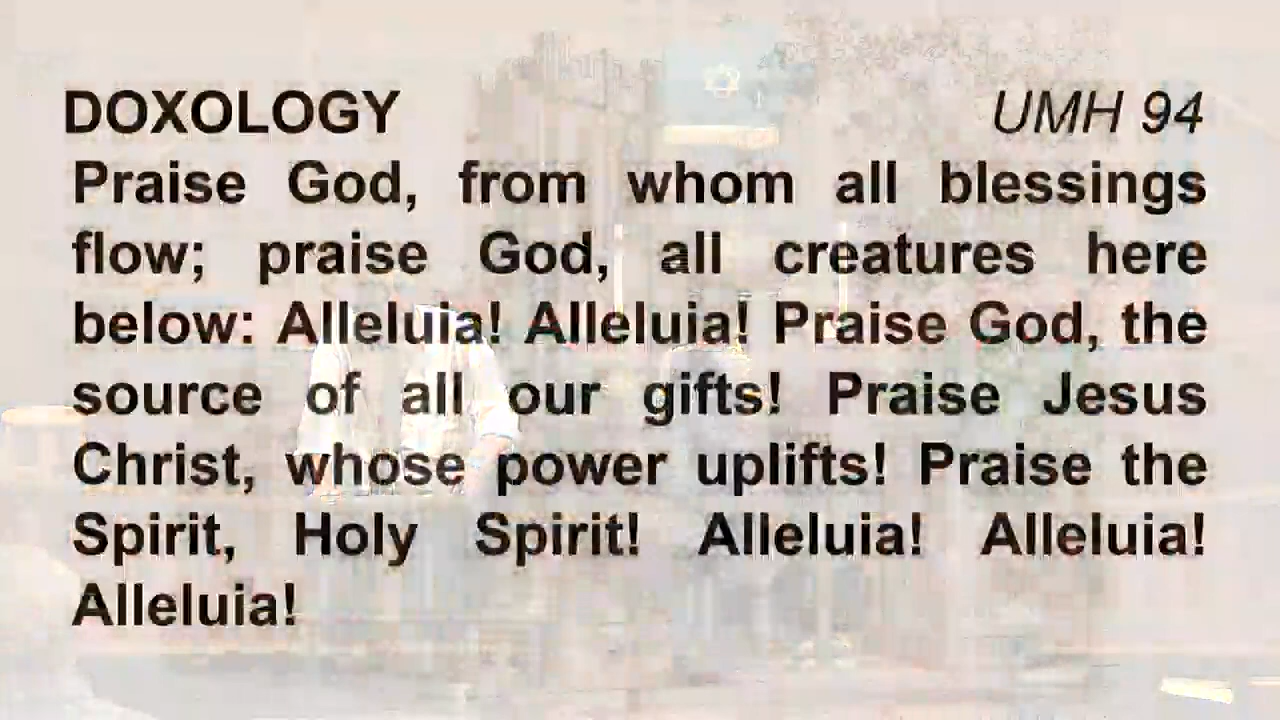 DOXOLOGY UMH 94
Praise God, from whom all blessings
flow; praise God, all creatures here
below: Alleluia! Alleluia! Praise God, the
source of all our gifts! Praise Jesus
Christ, whose power uplifts! Praise the
Spirit, Holy Spirit! Alleluia! Alleluia!
Alleluia!